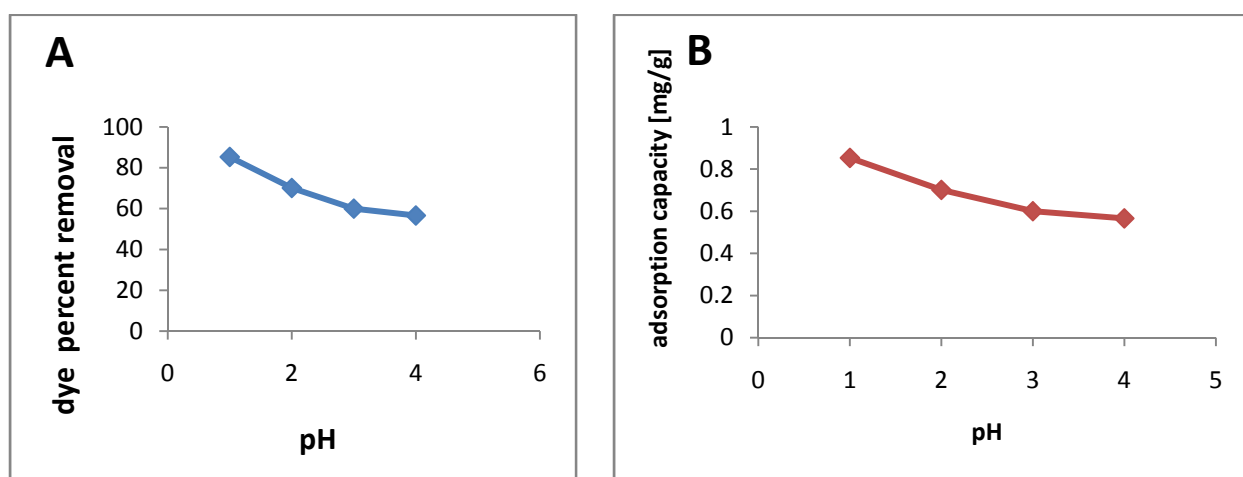 A
dye percent removal
100
80
60
40
20
0
0 2 4 6
pH
B
adsorption capacity [mg/g]
1
0.8
0.6
0.4
0.2
0
0 1 2 3 4 5
pH